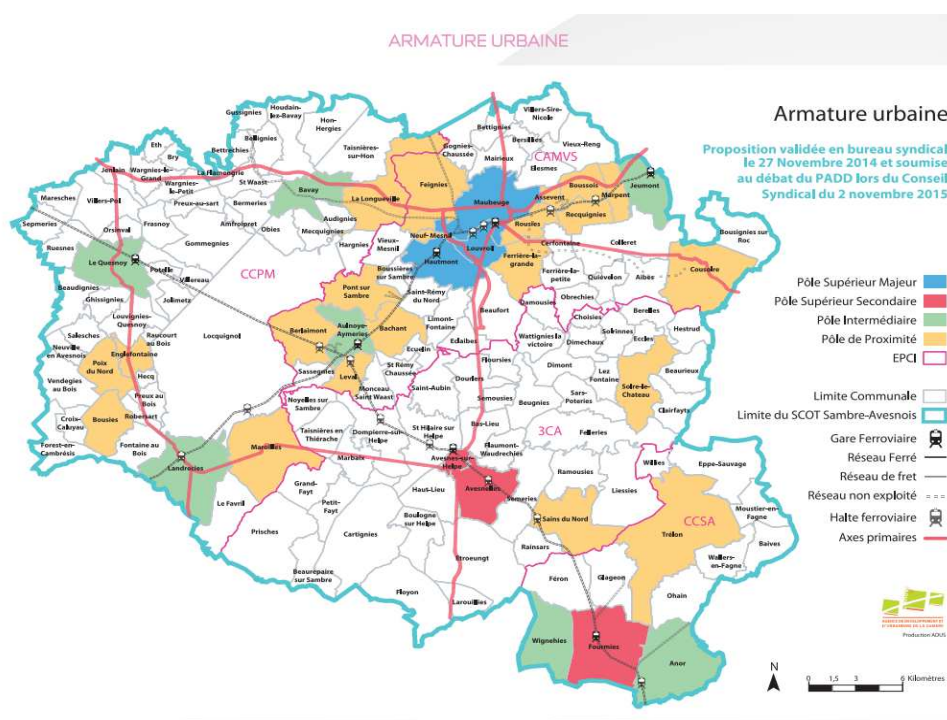 ARMATURE URBAINE
Armature urbaine
Proposition validée en bureau syndical
le 27 Novembre 2014 et soumise
au débat du PADD lors du Conseil
Syndical du 2 novembre 2015
Pôle Supérieur Majeur
Pôle Supérieur Secondaire
Pôle Intermédiaire
Pôle de Proximité
EPCI
Limite Communale
Limite du SCOT Sambre-Avesnois
Gare Ferroviaire
Réseau Ferré
Réseau de fret
Réseau non exploité
Halte ferroviaire
Axes primaires
Production ADUS
N
0 1,5 3 6 Kilomètres
CAMVS
CCPM
3CA
CCSA
Gussignies
Houdain-
lez-Bavay
Hon-
Hergies
Bettrechies
Bellignies
Taisnières-
sur-Hon
Eth
Bry
Jenlain
Wargnies-le-
Grand
Wargnies-
le-Petit
La Flamengrie
St Waast
Bavay
La Longueville
Feignies
Gognies-
Chaussée
Bettignies
Mairieux
Villers-Sire-
Nicole
Bersillies
Vieux-Reng
Elesmes
Maubeuge
Assevent
Boussois
Marpent
Jeumont
Recquignies
Rousies
Neuf-Mesnil
Louvroil
Hautmont
Ferrière-la-
grande
Cerfontaine
Colleret
Cousolre
Bousignies sur
Roc
Maresches
Villers-Pol
Sepmeries
Orsinval
Preux-au-sart
Bermeries
Amfroipret
Frasnoy
Obies
Audignies
Mecquignies
Hargnies
Vieux-
Mesnil
Gommegnies
Ruesnes
Le Quesnoy
Potelle
Villereau
Jolimetz
Beaudignies
Ghissignies
Louvignies-
Quesnoy
Locquignol
Boussières
sur Sambre
Pont sur
Sambre
Saint-Rémy
du Nord
Ferrière-la-
petite
Quiévelon
Aibès
Obrechies
Damousies
Choisies
Berelles
Beaufort
Limont-
Fontaine
Eclaibes
Wattignies la
victoire
Dimechaux
Solrinnes
Eccles
Hestrud
Berlaimont
Aulnoye-
Aymeries
Bachant
Ecuelin
Sassegnies
Leval
St Rémy
Chaussée
Monceau
Saint Waast
Floursies
Dourlers
Saint-Aubin
Semousies
Beugnies
Dimont
Lez
Fontaine
Sars-
Poteries
Solre-le-
Chateau
Beaurieux
Clairfayts
Salesches
Neuville
en Avesnois
Raucourt
au Bois
Englefontaine
Poix
du Nord
Hecq
Preux au
Bois
Vendegies
au Bois
Bousies
Robersart
Croix-
Caluyau
Forest-en-
Cambrésis
Fontaine au
Bois
Landrecies
Maroilles
Noyelles sur
Sambre
Taisnières en
Thiérache
Dompierre-sur-
Helpe
Marbaix
St Hilaire sur
Helpe
Bas-Lieu
Avesnes-sur-
Helpe
Flaumont-
Waudrechies
Felleries
Avesnelles
Semeries
Ramousies
Liessies
Willies
Eppe-Sauvage
Moustier-en-
Fagne
Baives
Wallers-
en-Fagne
Trélon
Ohain
Sains du Nord
Rainsars
Féron
Glageon
Le Favril
Prisches
Grand-
Fayt
Petit-
Fayt
Cartignies
Haut-Lieu
Boulogne
sur Helpe
Beaurepaire
sur Sambre
Floyon
Etroeungt
Larouillies
Wignehies
Fourmies
Anor